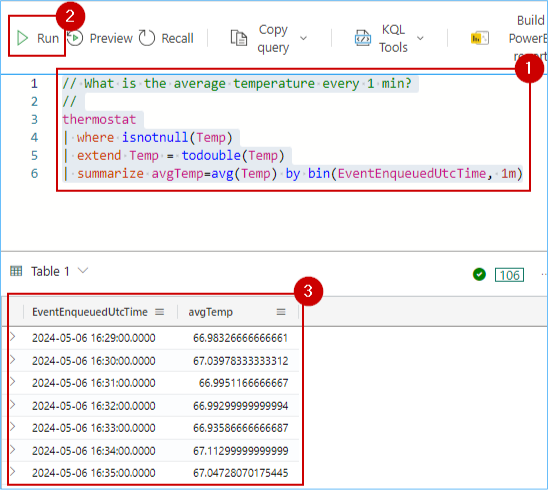 2
Run Preview Recall Copy query KQL Tools Build PowerB report
1
1 // What is the average temperature every 1 min?
2 //
3 thermostat
4 | where isnotnull(Temp)
5 | extend Temp = todouble(Temp)
6 | summarize avgTemp=avg(Temp) by bin(EventEnqueuedUtcTime, 1m)
Table 1 106 ..
3
EventEnqueuedUtcTime avgTemp
2024-05-06 16:29:00.0000 66.98326666666661
2024-05-06 16:30:00.0000 67.03978333333312
2024-05-06 16:31:00.0000 66.9951166666667
2024-05-06 16:32:00.0000 66.99299999999994
2024-05-06 16:33:00.0000 66.93586666666687
2024-05-06 16:34:00.0000 67.11299999999999
2024-05-06 16:35:00.0000 67.04728070175445